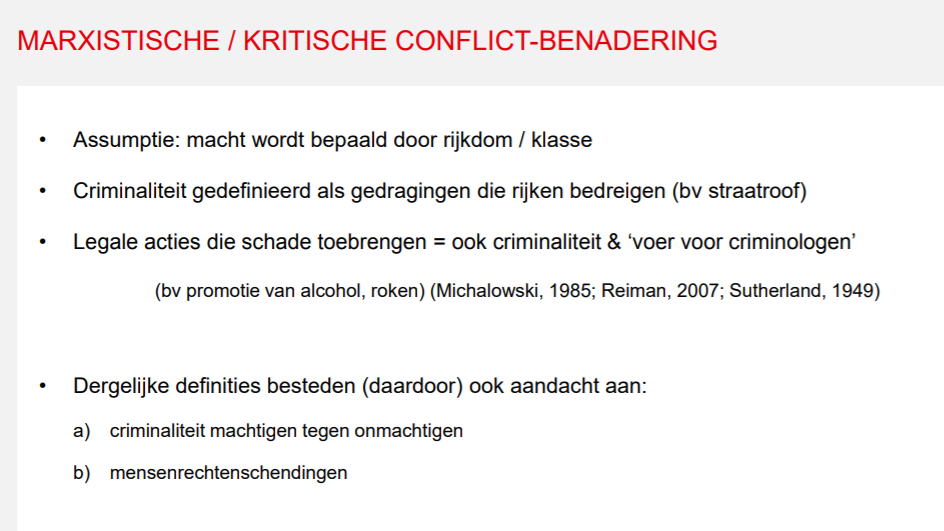 MARXISTISCHE / KRITISCHE CONFLICT-BENADERING
• Assumptie: macht wordt bepaald door rijkdom / klasse
• Criminaliteit gedefinieerd als gedragingen die rijken bedreigen (bv straatroof)
• Legale acties die schade toebrengen = ook criminaliteit & ‘voer voor criminologen’
(bv promotie van alcohol, roken) (Michalowski, 1985; Reiman, 2007; Sutherland, 1949)
• Dergelijke definities besteden (daardoor) ook aandacht aan:
a) criminaliteit machtigen tegen onmachtigen
b) mensenrechtenschendingen